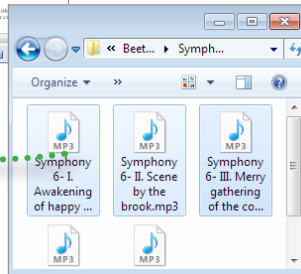 « Beet... ▸ Symph...
Organize ▾ »
MP3 MP3 MP3
Symphony Symphony Symphony
6- I. 6- II. Scene 6- III. Merry
Awakening by the gathering
of happy ... brook.mp3 of the co...
MP3 MP3